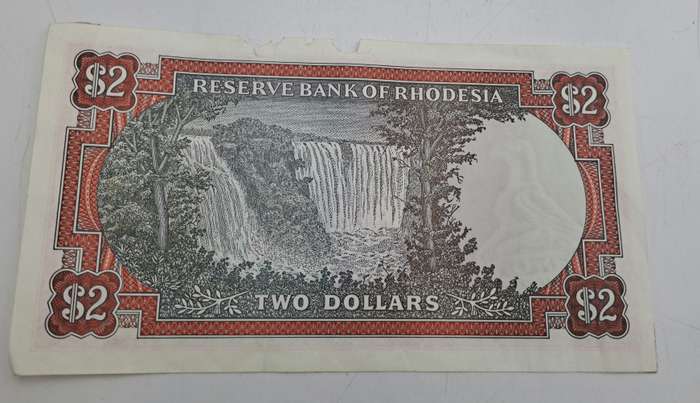 $2 $2
RESERVE BANK OF RHODESIA
TWO DOLLARS
$2 $2